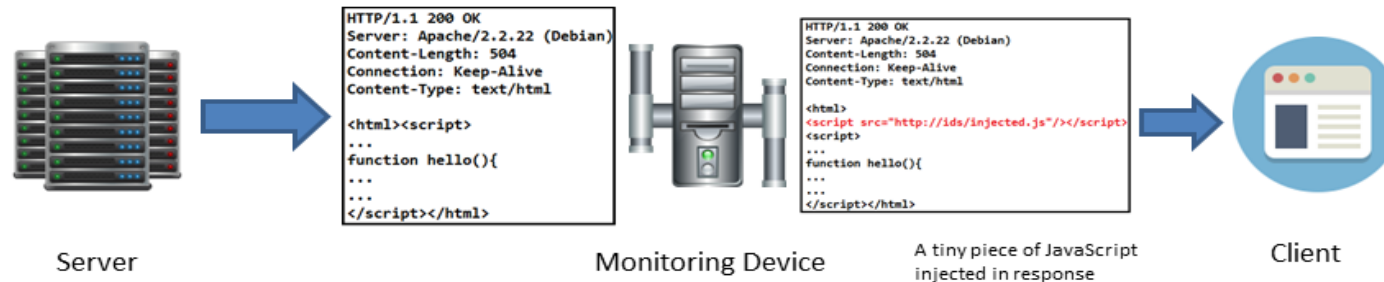 HTTP/1.1 200 OK
Server: Apache/2.2.22 (Debian)
Content-Length: 504
Connection: Keep-Alive
Content-Type: text/html
<html><script>
...
function hello(){
...
...
</script></html>
HTTP/1.1 200 OK
Server: Apache/2.2.22 (Debian)
Content-Length: 504
Connection: Keep-Alive
Content-Type: text/html
<html>
<script src="http://ids/injected.js"/></script>
<script>
...
function hello(){
...
...
</script></html>
Server
Monitoring Device
A tiny piece of JavaScript
injected in response
Client